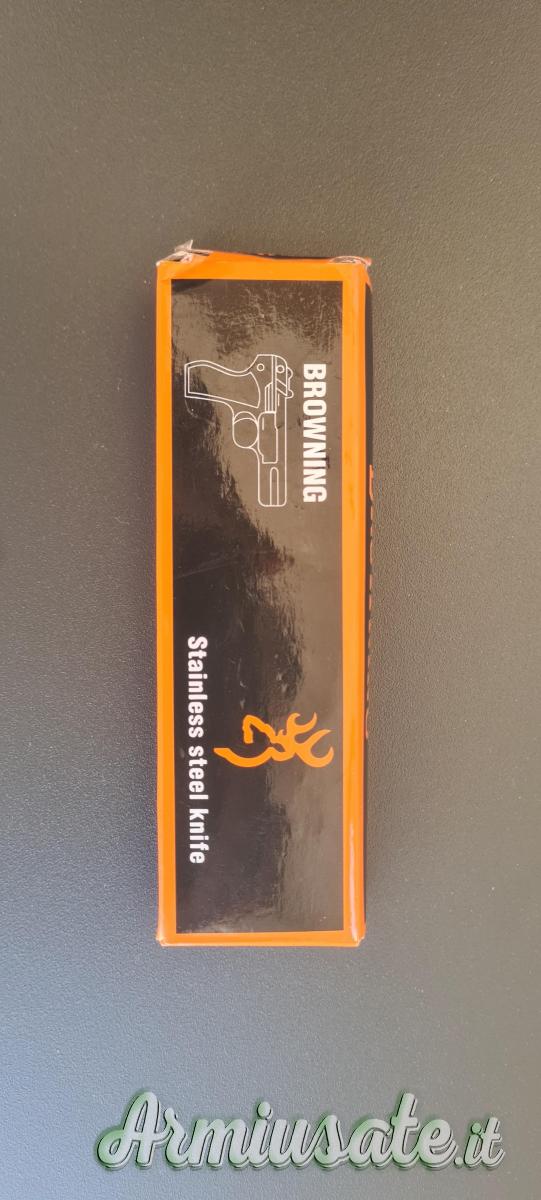 BROWNING
Stainless steel knife
Armiusate.it